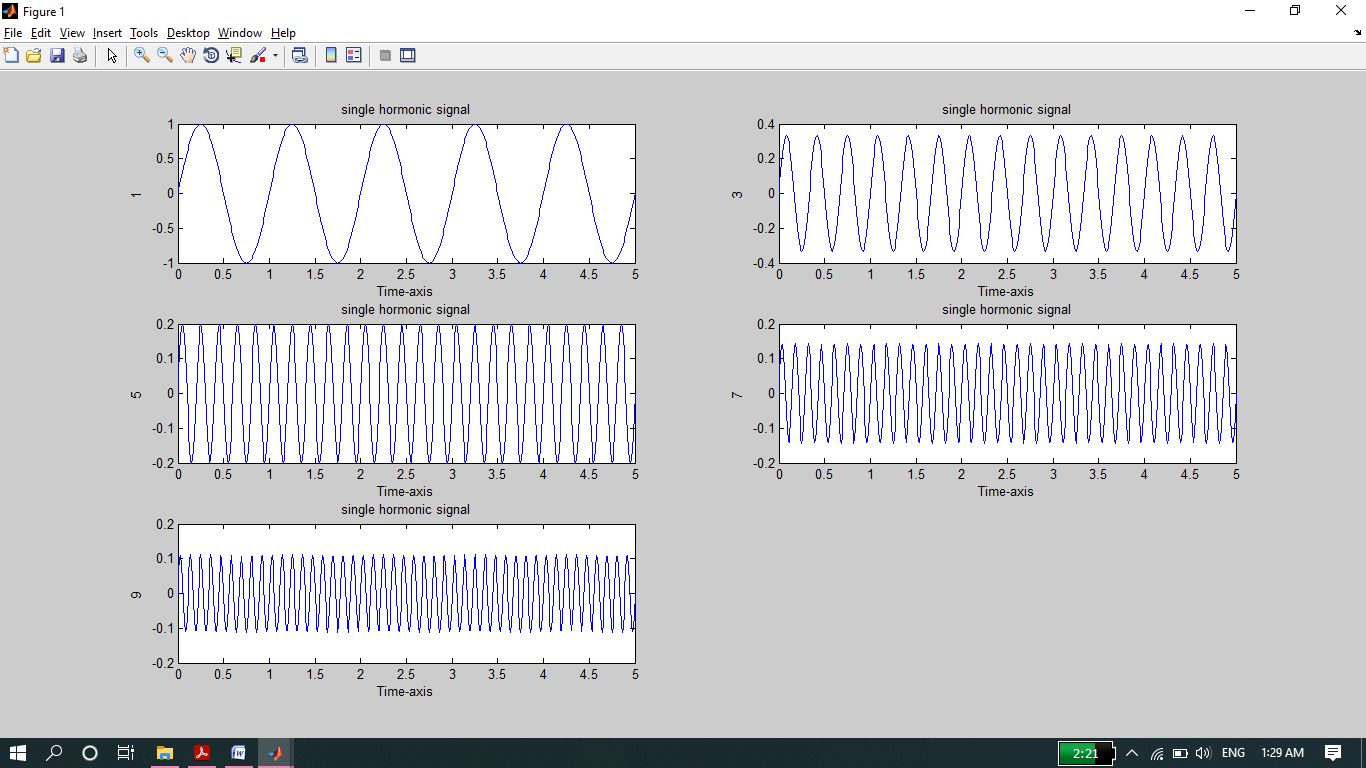 Figure 1
File Edit View Insert Tools Desktop Window Help
single hormonic signal
1
0.5
0
-0.5
-1
1
0 0.5 1 1.5 2 2.5 3 3.5 4 4.5 5
Time-axis
single hormonic signal
0.4
0.2
0
-0.2
-0.4
3
0 0.5 1 1.5 2 2.5 3 3.5 4 4.5 5
Time-axis
single hormonic signal
0.2
0.1
0
-0.1
-0.2
5
0 0.5 1 1.5 2 2.5 3 3.5 4 4.5 5
Time-axis
single hormonic signal
0.2
0.1
0
-0.1
-0.2
7
0 0.5 1 1.5 2 2.5 3 3.5 4 4.5 5
Time-axis
single hormonic signal
0.2
0.1
0
-0.1
-0.2
9
0 0.5 1 1.5 2 2.5 3 3.5 4 4.5 5
Time-axis
2:21 ENG 1:29 AM